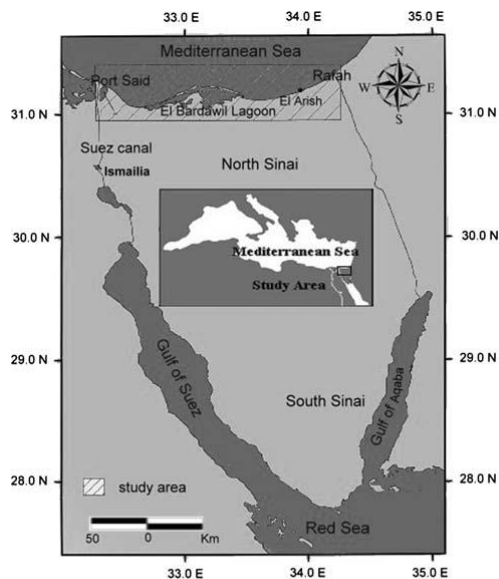 33.0 E 33.94 E 35.0 E
Mediterranean Sea
N
Port Said
Rafah
W E
El Arish
S
31.0 N
El Bardawil Lagoon
31.0 N
Suez canal
North Sinai
Ismailia
30.0 N
Mediterranean Sea
30.0 N
Study Area
29.0 N
Gulf of Suez
Gulf of Aqaba
29.0 N
South Sinai
28.0 N
study area
28.0 N
50 0 Km
Red Sea
33.0 E 34.0 E 35.0 E